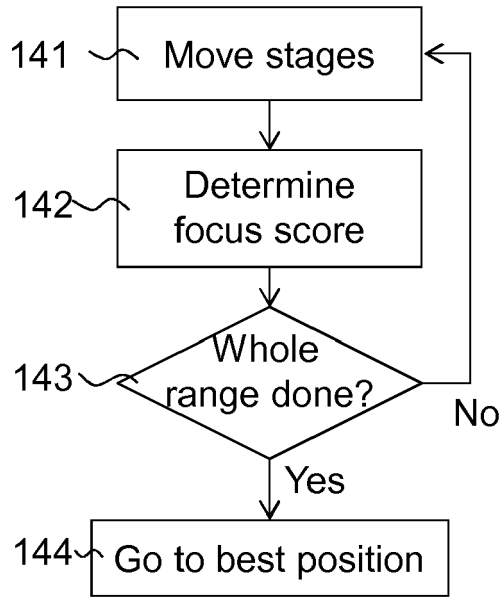 141
Move stages
142
Determine
focus score
143
Whole
range done?
No
Yes
144
Go to best position